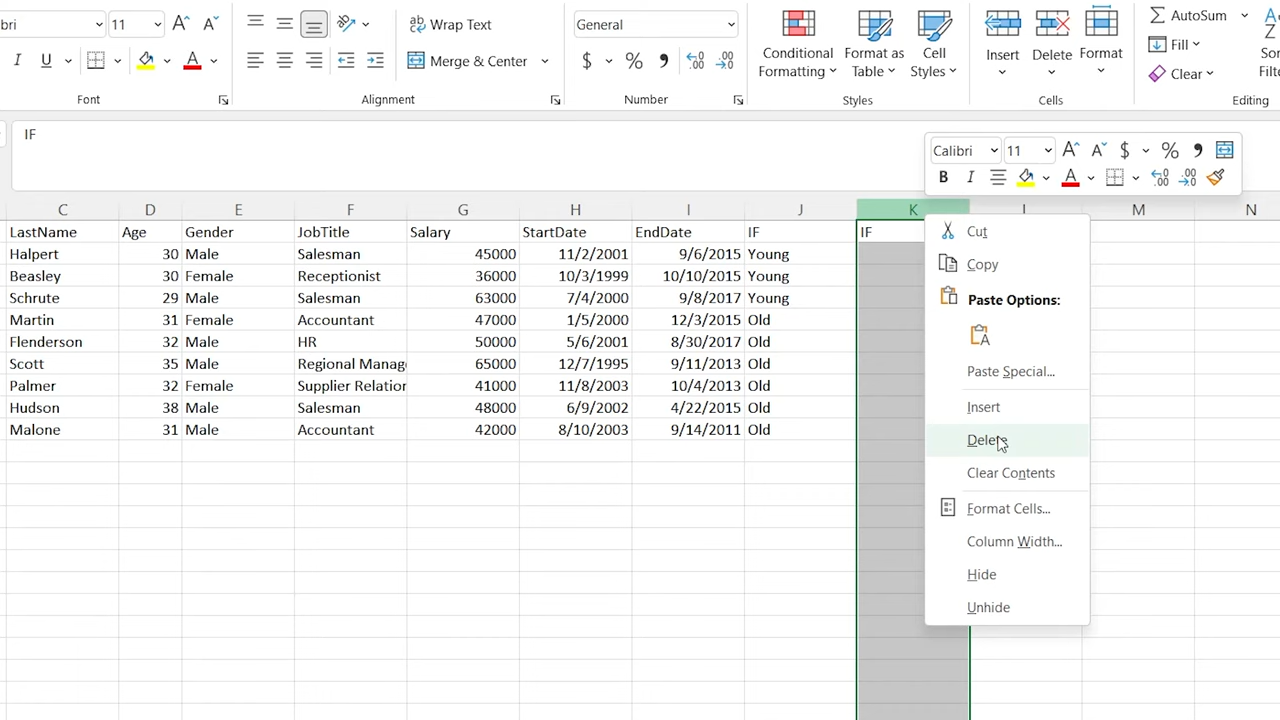 bri 11
Wrap Text
General
AutoSum
I U
Merge & Center
$ % ,
Conditional Formatting
Format as Table
Cell Styles
Insert
Delete
Format
Fill
Clear
So
Filt
Font
Alignment
Number
Styles
Cells
Editing
IF
Calibri 11 $ % ,
B I A
C D E F G H I J K L M N
LastName Age Gender JobTitle Salary StartDate EndDate IF IF
Halpert 30 Male Salesman 45000 11/2/2001 9/6/2015 Young
Beasley 30 Female Receptionist 36000 10/3/1999 10/10/2015 Young
Schrute 29 Male Salesman 63000 7/4/2000 9/8/2017 Young
Martin 31 Female Accountant 47000 1/5/2000 12/3/2015 Old
Flenderson 32 Male HR 50000 5/6/2001 8/30/2017 Old
Scott 35 Male Regional Manag 65000 12/7/1995 9/11/2013 Old
Palmer 32 Female Supplier Relation 41000 11/8/2003 10/4/2013 Old
Hudson 38 Male Salesman 48000 6/9/2002 4/22/2015 Old
Malone 31 Male Accountant 42000 8/10/2003 9/14/2011 Old
Cut
Copy
Paste Options:
Paste Special...
Insert
Delete
Clear Contents
Format Cells...
Column Width...
Hide
Unhide